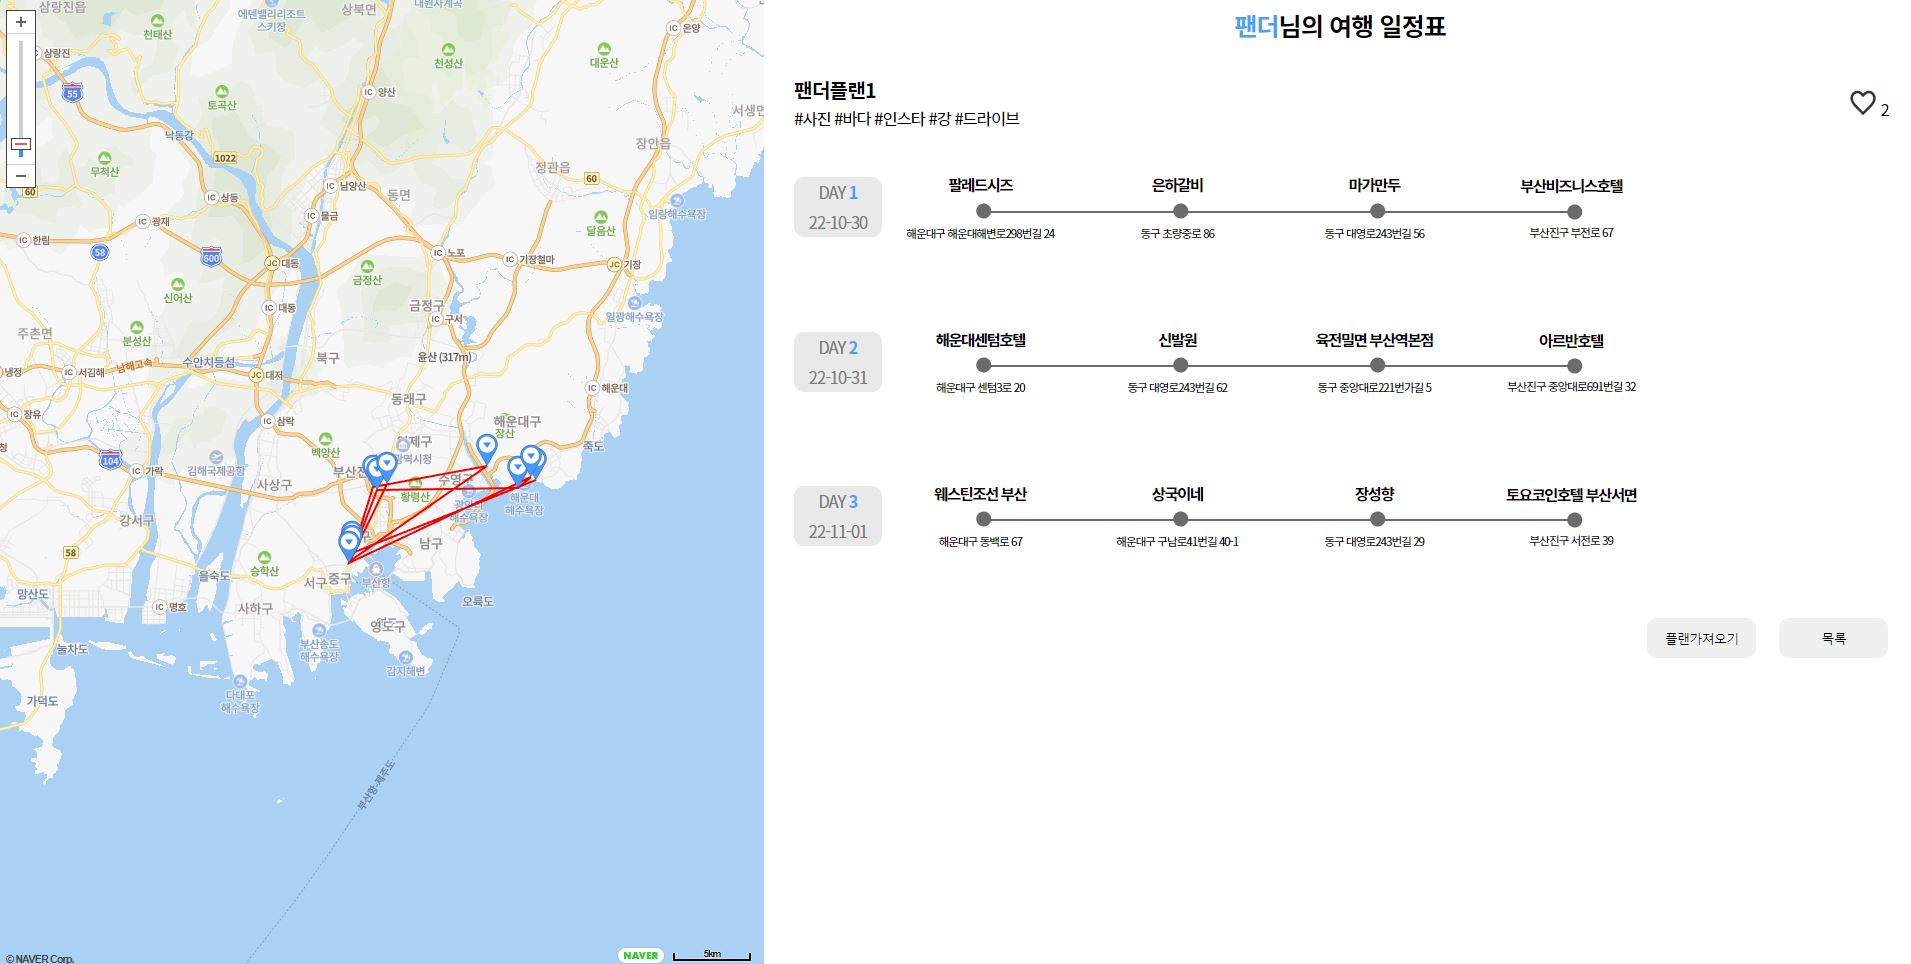 팬더님의 여행 일정표
팬더플랜1
#사진 #바다 #인스타 #강 #드라이브
2
DAY 1
22-10-30
팔레드시즈
은하갈비
마가만두
부산비즈니스호텔
해운대구 해운대해변로298번길 24
동구 초량중로 86
동구 대영로243번길 56
부산진구 부전로 67
DAY 2
22-10-31
해운대센텀호텔
신발원
육전밀면 부산역본점
아르반호텔
해운대구 센텀3로 20
동구 대영로243번길 62
동구 중앙대로221번가길 5
부산진구 중앙대로691번길 32
DAY 3
22-11-01
웨스틴조선 부산
상국이네
장성향
토요코인호텔 부산서면
해운대구 동백로 67
해운대구 구남로41번길 40-1
동구 대영로243번길 29
부산진구 서전로 39
플랜가져오기
목록
삼랑진읍
에덴밸리리조트
스키장
상북면
천태산
IC 온양
삼랑진
천성산
대운산
55
토곡산
IC 양산
서생면
낙동강
장안읍
1022
무척산
정관읍
60
60
IC 상동
IC 남양산
동면
임랑해수욕장
IC 광재
IC 물금
달음산
IC 한림
58
600
JC 대동
IC 노포
IC 기장철마
JC 기장
금정산
신어산
IC 대동
금정구
일광해수욕장
IC 구서
주촌면
분성산
수안치등섬
북구
윤산 (317m)
남해고속
냉정
IC 서김해
JC 대저
IC 해운대
동래구
IC 장유
IC 삼락
해운대구
장산
백양산
광역시청
죽도
104
IC 가락
김해국제공항
사상구
황령산
해운대
해수욕장
해수욕장
강서구
남구
58
승학산
을숙도
서구
중구
부산항
망산도
IC 명호
사하구
오륙도
영도구
부산송도
해수욕장
눌차도
감지해변
다대포
해수욕장
가덕도
부산항-제주도
© NAVER Corp.
NAVER
5km